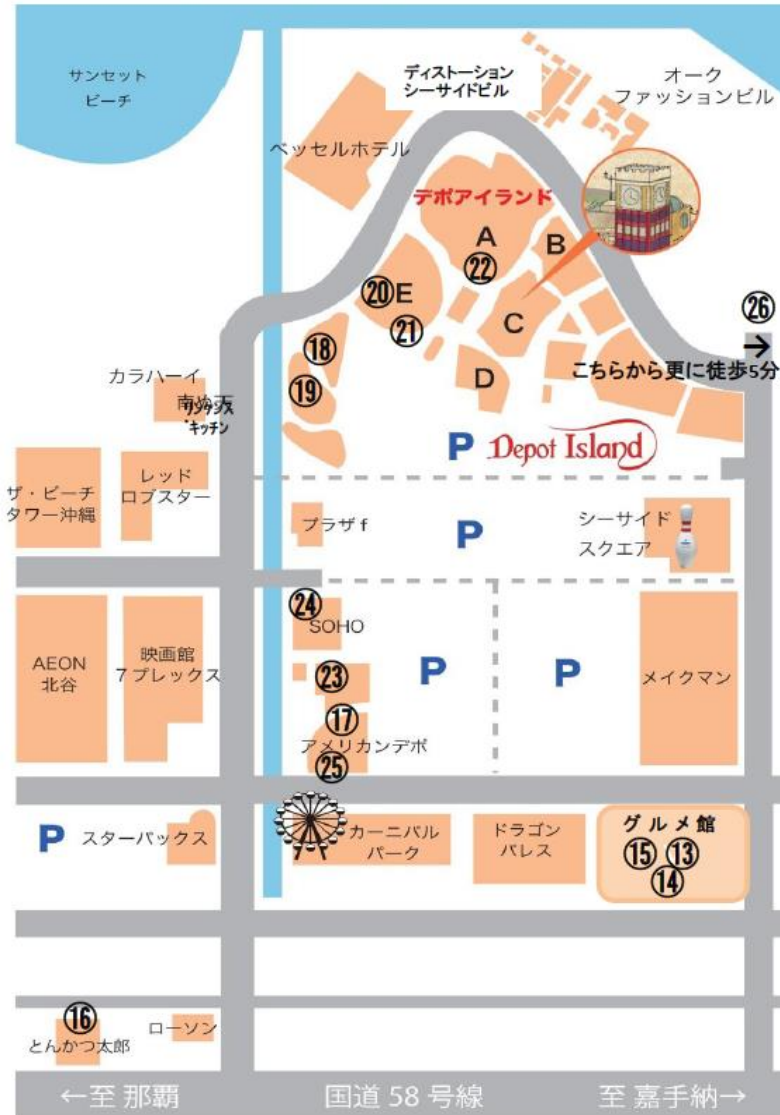 サンセット
ビーチ
ディストーション
シーサイドビル
オーク
ファッションビル
ベッセルホテル
デポアイランド
A
㉒
B
⑳E
㉑
C
D
⑱
⑲
㉖
→
こちらから更に徒歩5分
カラハーイ
キッチン
P Depot Island
ザ・ビーチ
タワー沖縄
レッド
ロブスター
プラザf
P
シーサイド
スクエア
㉔
SOHO
AEON
北谷
映画館
7プレックス
㉓
P
P
メイクマン
⑰
アメリカンデポ
㉕
P スターバックス
カーニバル
パーク
ドラゴン
パレス
グルメ館
⑮ ⑬
⑭
⑯
とんかつ太郎
ローソン
←至 那覇 国道 58 号線 至 嘉手納→